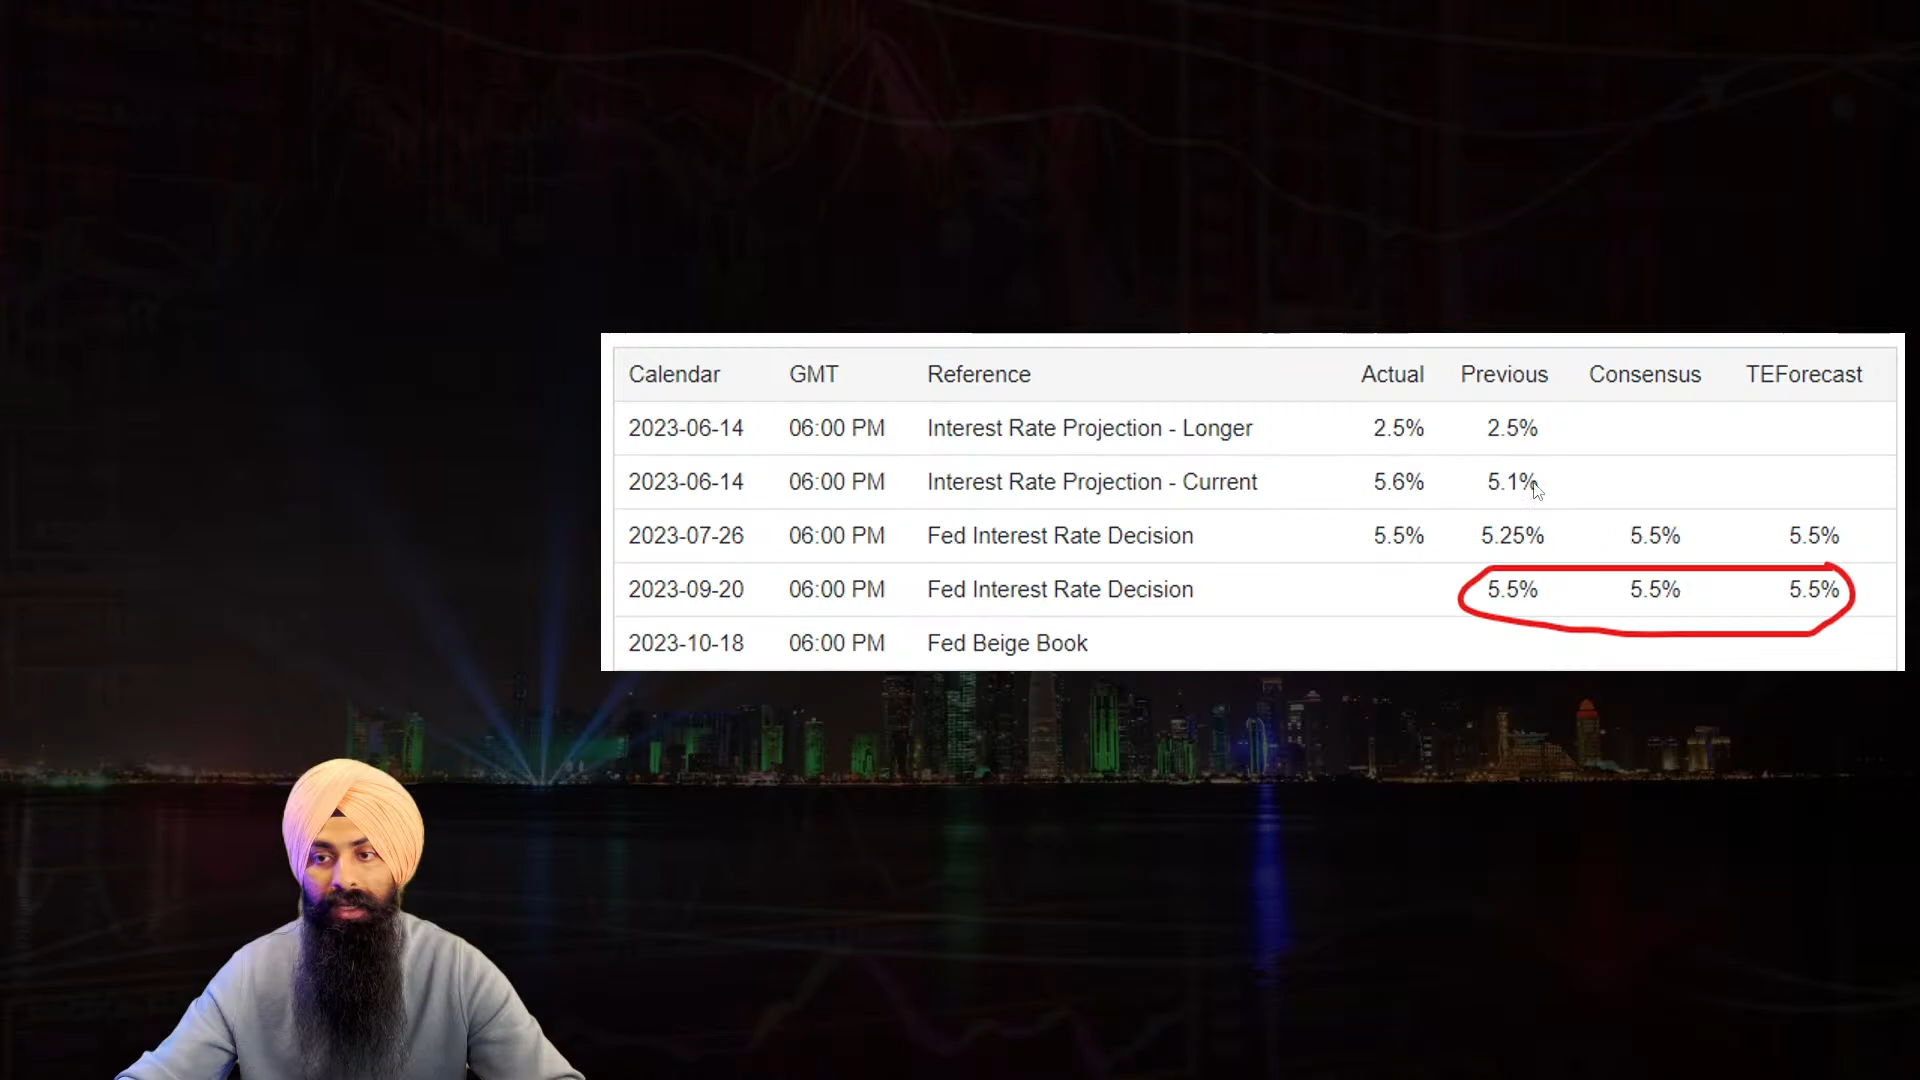 Calendar GMT Reference Actual Previous Consensus TEForecast
2023-06-14 06:00 PM Interest Rate Projection - Longer 2.5% 2.5%
2023-06-14 06:00 PM Interest Rate Projection - Current 5.6% 5.1%
2023-07-26 06:00 PM Fed Interest Rate Decision 5.5% 5.25% 5.5% 5.5%
2023-09-20 06:00 PM Fed Interest Rate Decision 5.5% 5.5% 5.5%
2023-10-18 06:00 PM Fed Beige Book